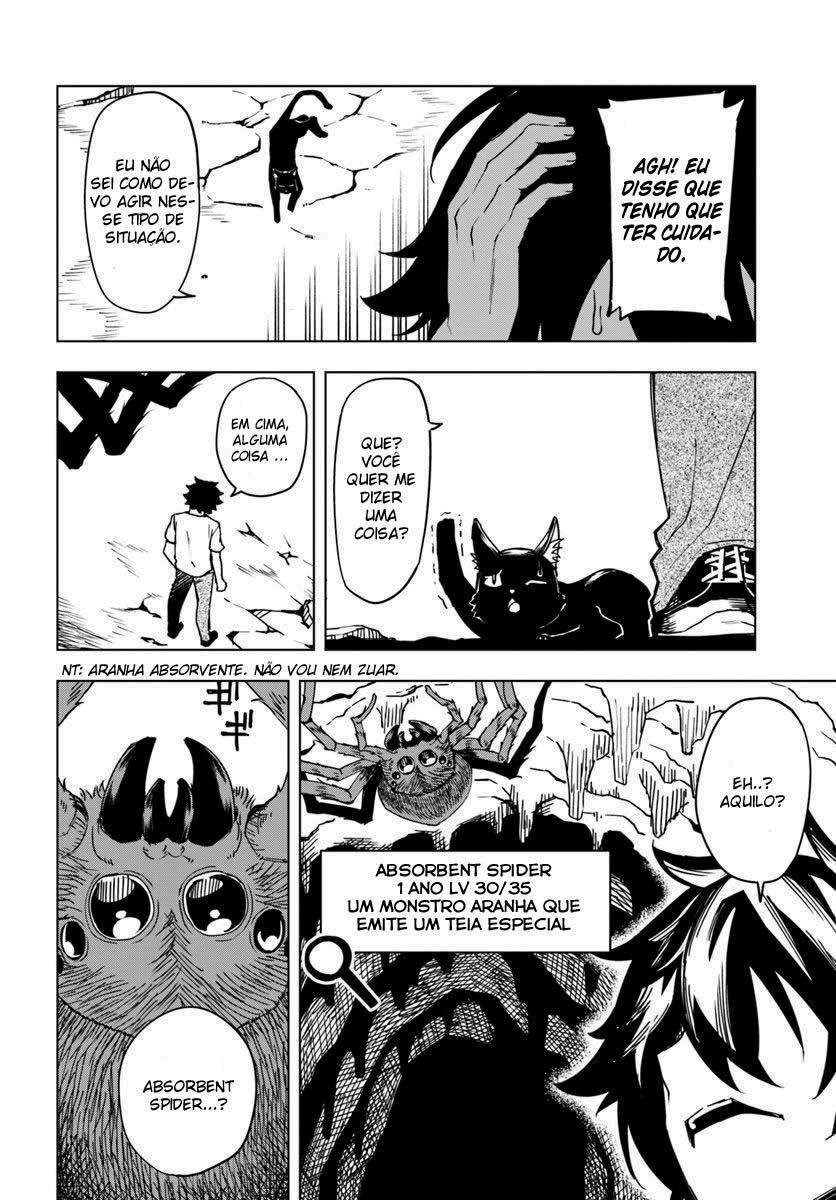 AGH! EU
DISSE QUE
TENHO QUE
TER CUIDA-
DO.
EU NÃO
SEI COMO DE-
VO AGIR NES-
SE TIPO DE
SITUAÇÃO.
EM CIMA,
ALGUMA
COISA ...
QUE?
VOCÊ
QUER ME
DIZER
UMA
COISA?
NT: ARANHA ABSORVENTE. NÃO VOU NEM ZUAR.
EH..?
AQUILO?
ABSORBENT SPIDER
1 ANO LV 30/35
UM MONSTRO ARANHA QUE
EMITE UM TEIA ESPECIAL
ギギ
ABSORBENT
SPIDER...?